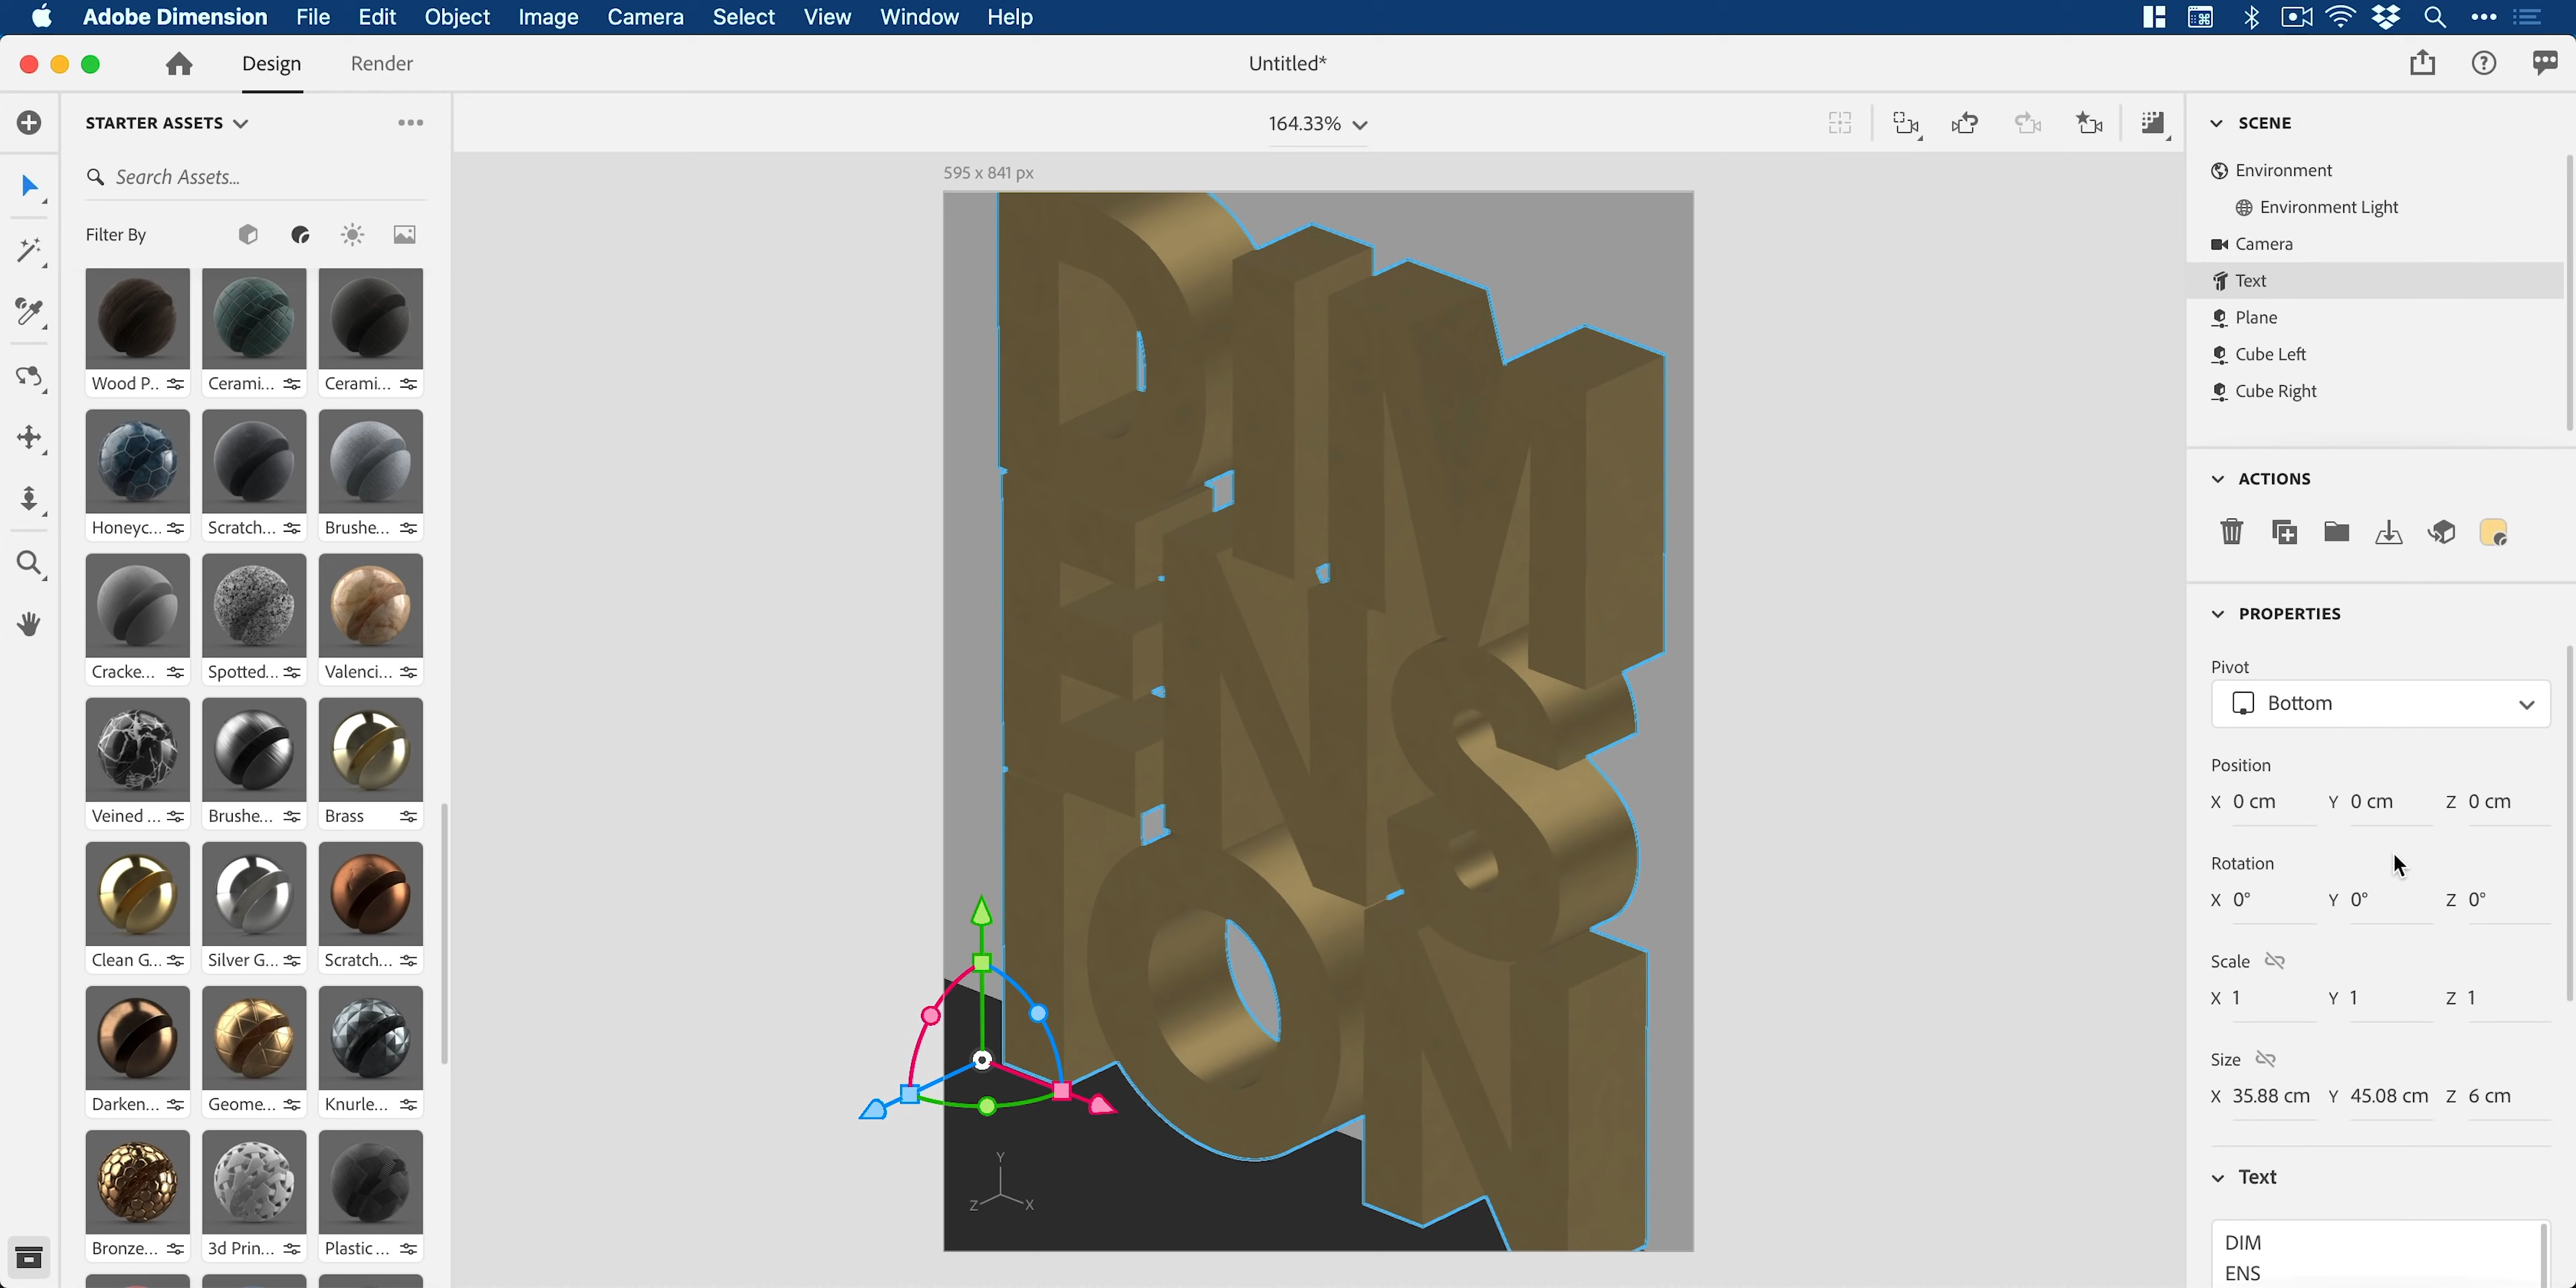 Adobe Dimension File Edit Object Image Camera Select View Window Help
Design Render Untitled*
STARTER ASSETS
Search Assets...
Filter By
Wood P... Cerami... Cerami...
Honeyc... Scratch... Brushe...
Cracke... Spotted... Valenci...
Veined ... Brushe... Brass
Clean G... Silver G... Scratch...
Darken... Geome... Knurle...
Bronze... 3d Prin... Plastic ...
164.33%
595 x 841 px
DIM
ENS
ION
Y
Z X
SCENE
Environment
Environment Light
Camera
Text
Plane
Cube Left
Cube Right
ACTIONS
PROPERTIES
Pivot
Bottom
Position
X 0 cm Y 0 cm Z 0 cm
Rotation
X 0° Y 0° Z 0°
Scale
X 1 Y 1 Z 1
Size
X 35.88 cm Y 45.08 cm Z 6 cm
Text
DIM
ENS